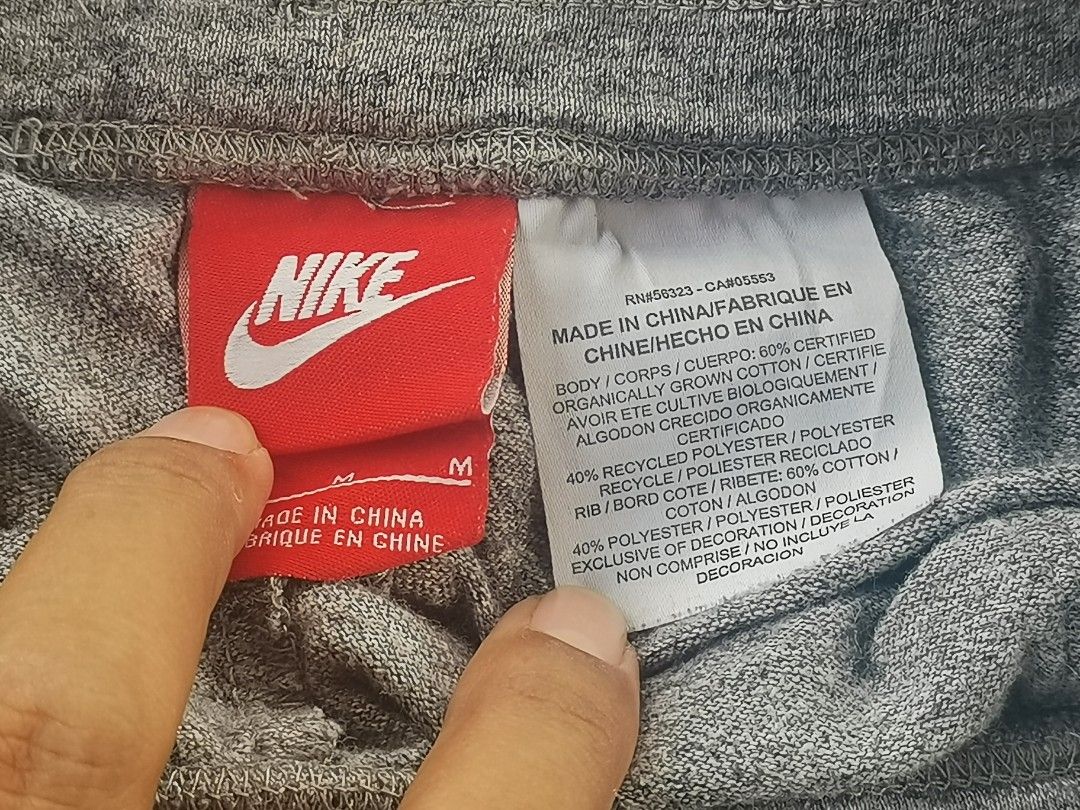 NIKE
M M
MADE IN CHINA
BRIQUE EN CHINE
RN#56323 - CA#05553
MADE IN CHINA/FABRIQUE EN
CHINE/HECHO EN CHINA
BODY / CORPS / CUERPO: 60% CERTIFIED
ORGANICALLY GROWN COTTON / CERTIFIE
AVOIR ETE CULTIVE BIOLOGIQUEMENT /
ALGODON CRECIDO ORGANICAMENTE
CERTIFICADO
40% RECYCLED POLYESTER / POLYESTER
RECYCLE / POLIESTER RECICLADO
RIB / BORD COTE / RIBETE: 60% COTTON /
COTON / ALGODON
40% POLYESTER / POLYESTER / POLIESTER
EXCLUSIVE OF DECORATION / DECORATION
NON COMPRISE / NO INCLUYE LA
DECORACION